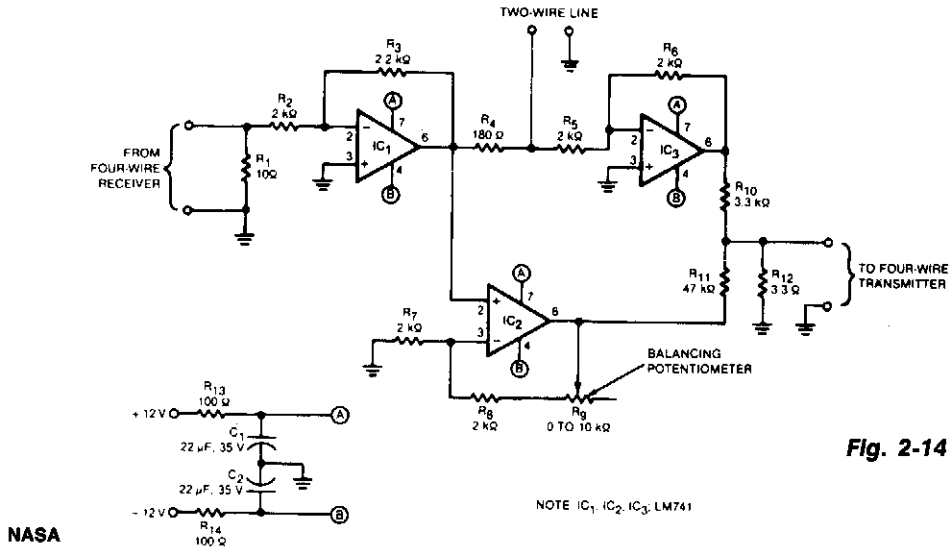 TWO-WIRE LINE
R3
2.2 kΩ
R6
2 kΩ
R2
2 kΩ
A
7
2
−
IC1
6
3
+
4
B
R4
180 Ω
R5
2 kΩ
A
7
2
−
IC3
6
3
+
4
B
FROM
FOUR-WIRE
RECEIVER
R1
10Ω
R10
3.3 kΩ
A
7
2
+
IC2
6
3
−
4
B
R11
47 kΩ
R12
3.3 Ω
TO FOUR-WIRE
TRANSMITTER
R7
2 kΩ
BALANCING
POTENTIOMETER
R8
2 kΩ
R9
0 TO 10 kΩ
R13
100 Ω
+ 12 V
A
C1
22 µF, 35 V
C2
22 µF, 35 V
− 12 V
B
R14
100 Ω
Fig. 2-14
NOTE IC1, IC2, IC3, LM741
NASA